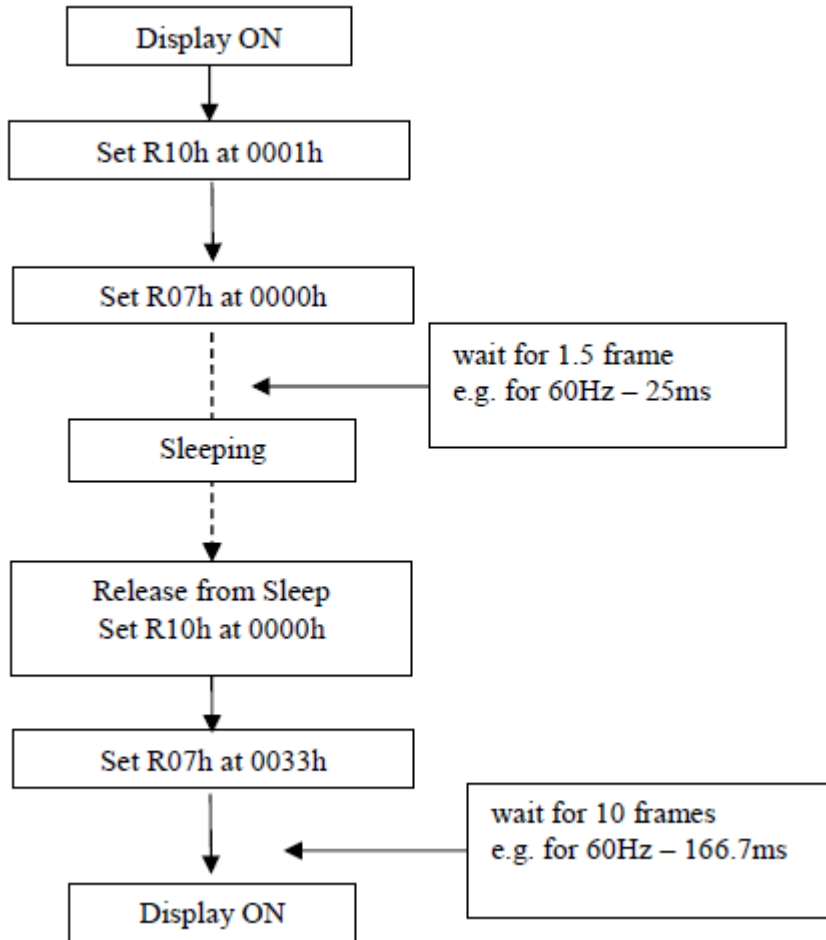 Display ON
Set R10h at 0001h
Set R07h at 0000h
wait for 1.5 frame
e.g. for 60Hz – 25ms
Sleeping
Release from Sleep
Set R10h at 0000h
Set R07h at 0033h
wait for 10 frames
e.g. for 60Hz – 166.7ms
Display ON